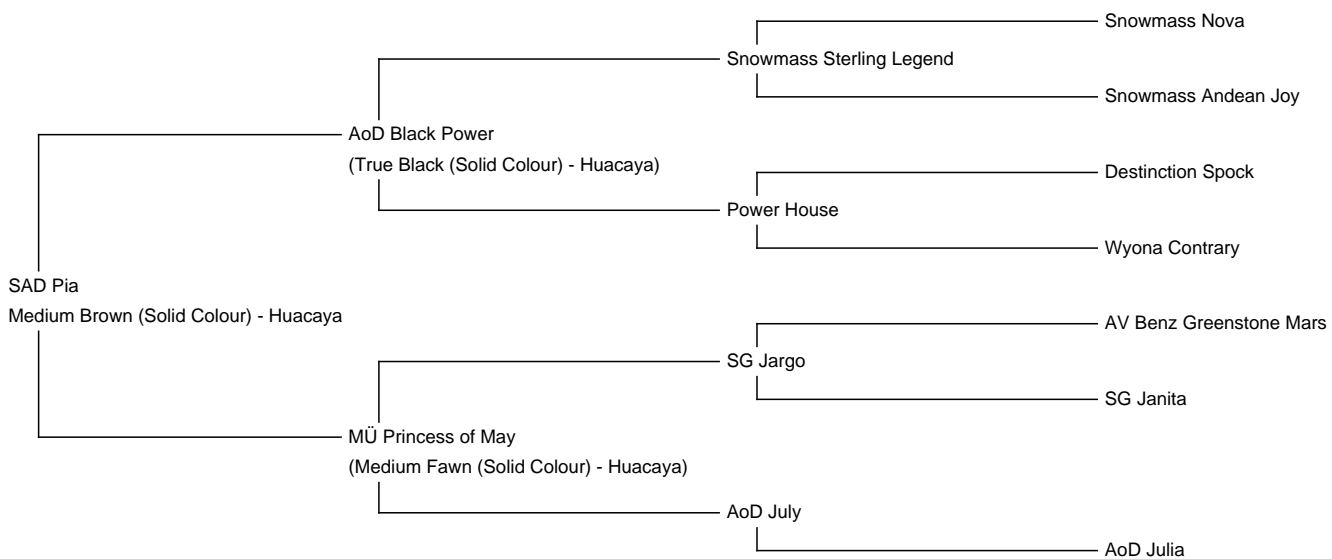 Snowmass Nova
Snowmass Sterling Legend
Snowmass Andean Joy
AoD Black Power
(True Black (Solid Colour) - Huacaya)
Destinction Spock
Power House
Wyona Contrary
SAD Pia
Medium Brown (Solid Colour) - Huacaya
AV Benz Greenstone Mars
SG Jargo
SG Janita
MÜ Princess of May
(Medium Fawn (Solid Colour) - Huacaya)
AoD July
AoD Julia